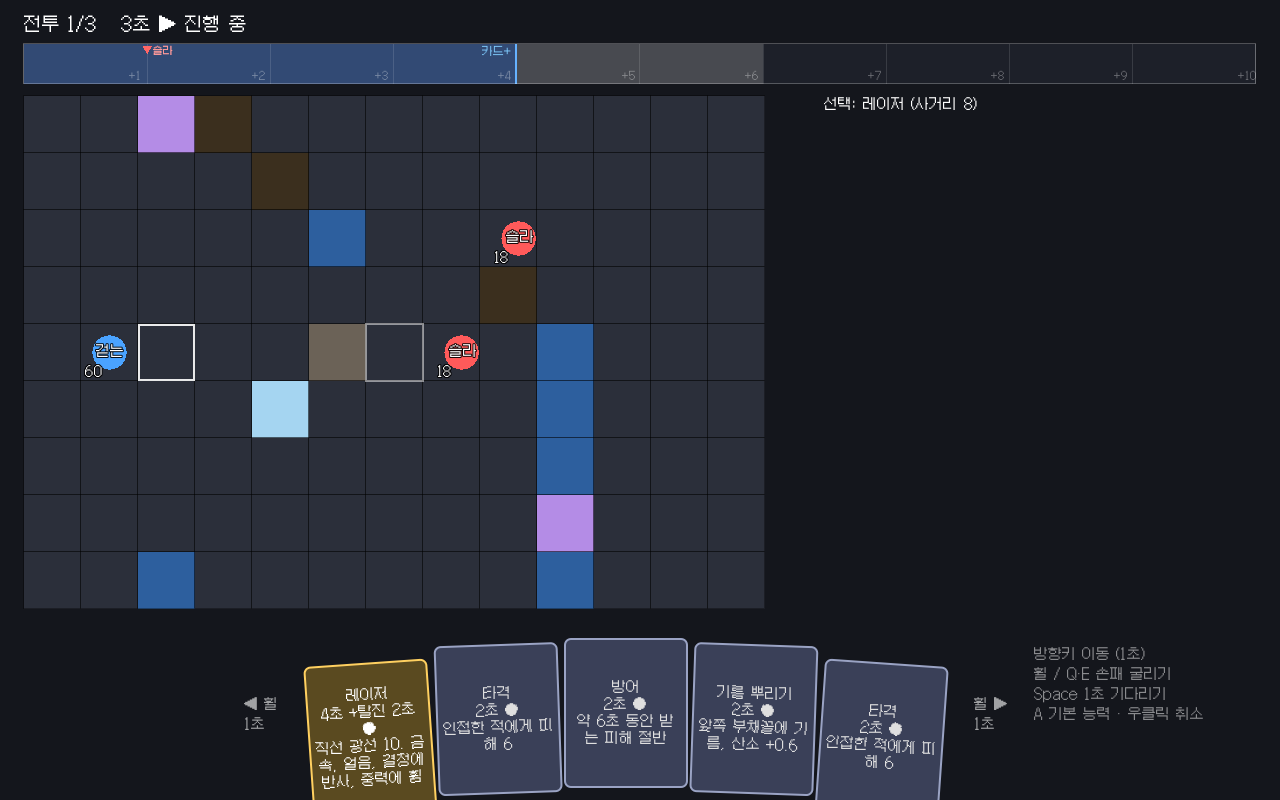 전투 1/3 3초 ▶ 진행 중
▼슬라 카드+
+1 +2 +3 +4 +5 +6 +7 +8 +9 +10
선택: 레이저 (사거리 8)
슬라
18
걷는
60
슬라
18
◀ 휠
1초
레이저
4초 +탈진 2초
직선 광선 10. 금
속, 얼음, 결정에
반사, 중력에 휨
타격
2초
인접한 적에게 피
해 6
방어
2초
약 6초 동안 받
는 피해 절반
기름 뿌리기
2초
앞쪽 부채꼴에 기
름, 산소 +0.6
타격
2초
인접한 적에게 피
해 6
휠 ▶
1초
방향키 이동 (1초)
휠 / Q·E 손패 굴리기
Space 1초 기다리기
A 기본 능력 · 우클릭 취소